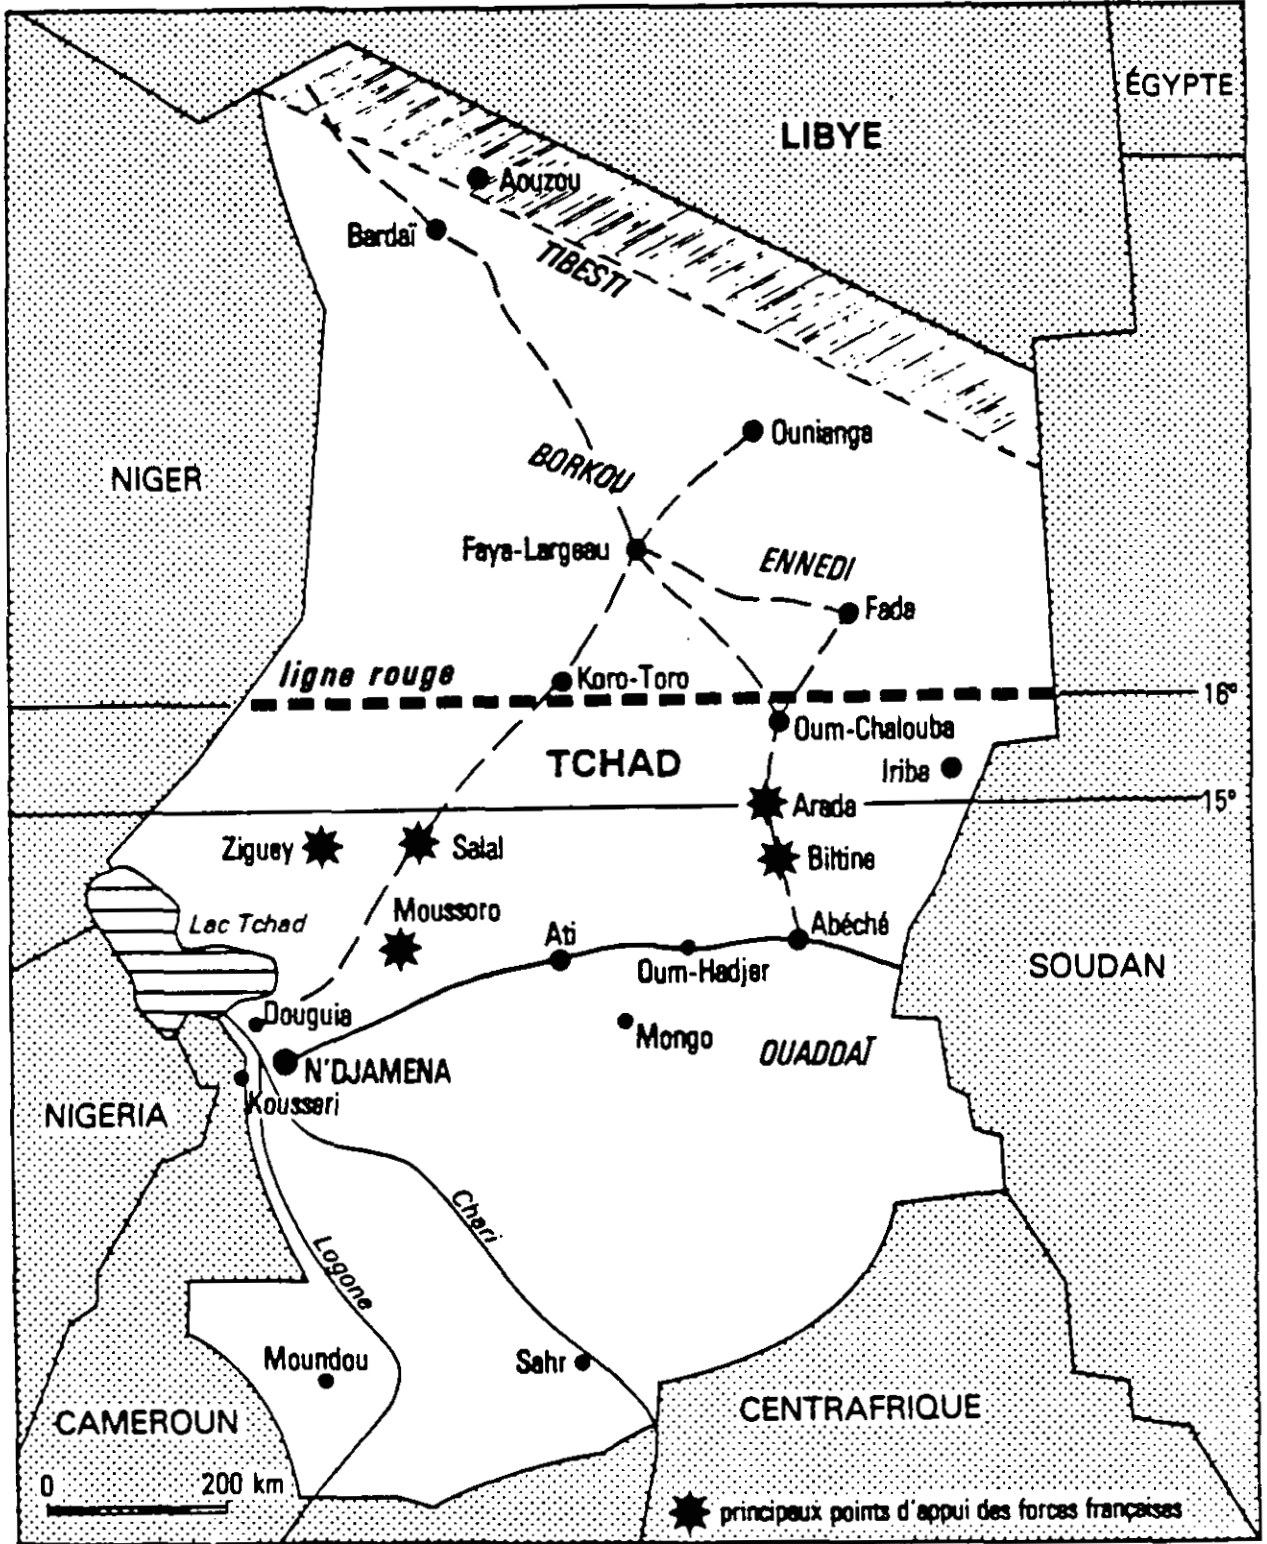 ÉGYPTE
LIBYE
Aouzou
Bardaï
TIBESTI
Ounianga
BORKOU
NIGER
Faya-Largeau
ENNEDI
Fada
ligne rouge
Koro-Toro
16°
Oum-Chalouba
TCHAD
Iriba
15°
Arada
Ziguey
Salal
Biltine
Moussoro
Lac Tchad
Abéché
Ati
Oum-Hadjer
SOUDAN
Douguia
Mongo
OUADDAÏ
N'DJAMENA
Kousseri
NIGERIA
Chari
Logone
Moundou
Sahr
CENTRAFRIQUE
CAMEROUN
0 200 km
principaux points d'appui des forces françaises